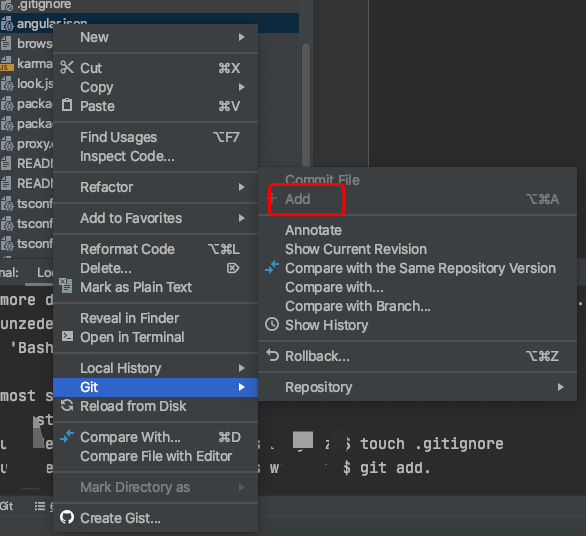 .gitignore
angular.json
brows
karma
look.js
packa
packa
proxy.c
READ
READ
tsconf
tsconf
tsconf
New
Cut ⌘X
Copy
Paste ⌘V
Find Usages ⌥F7
Inspect Code...
Refactor
Add to Favorites
Reformat Code ⌥⌘L
Delete... ⌦
Mark as Plain Text
Reveal in Finder
Open in Terminal
Local History
Git
Reload from Disk
Compare With... ⌘D
Compare File with Editor
Mark Directory as
Create Gist...
Commit File
Add ⌥⌘A
Annotate
Show Current Revision
Compare with the Same Repository Version
Compare with...
Compare with Branch...
Show History
Rollback... ⌥⌘Z
Repository
nal: Lo
more d
unzede
'Bash
most s
st
$ touch .gitignore
$ git add.
Git